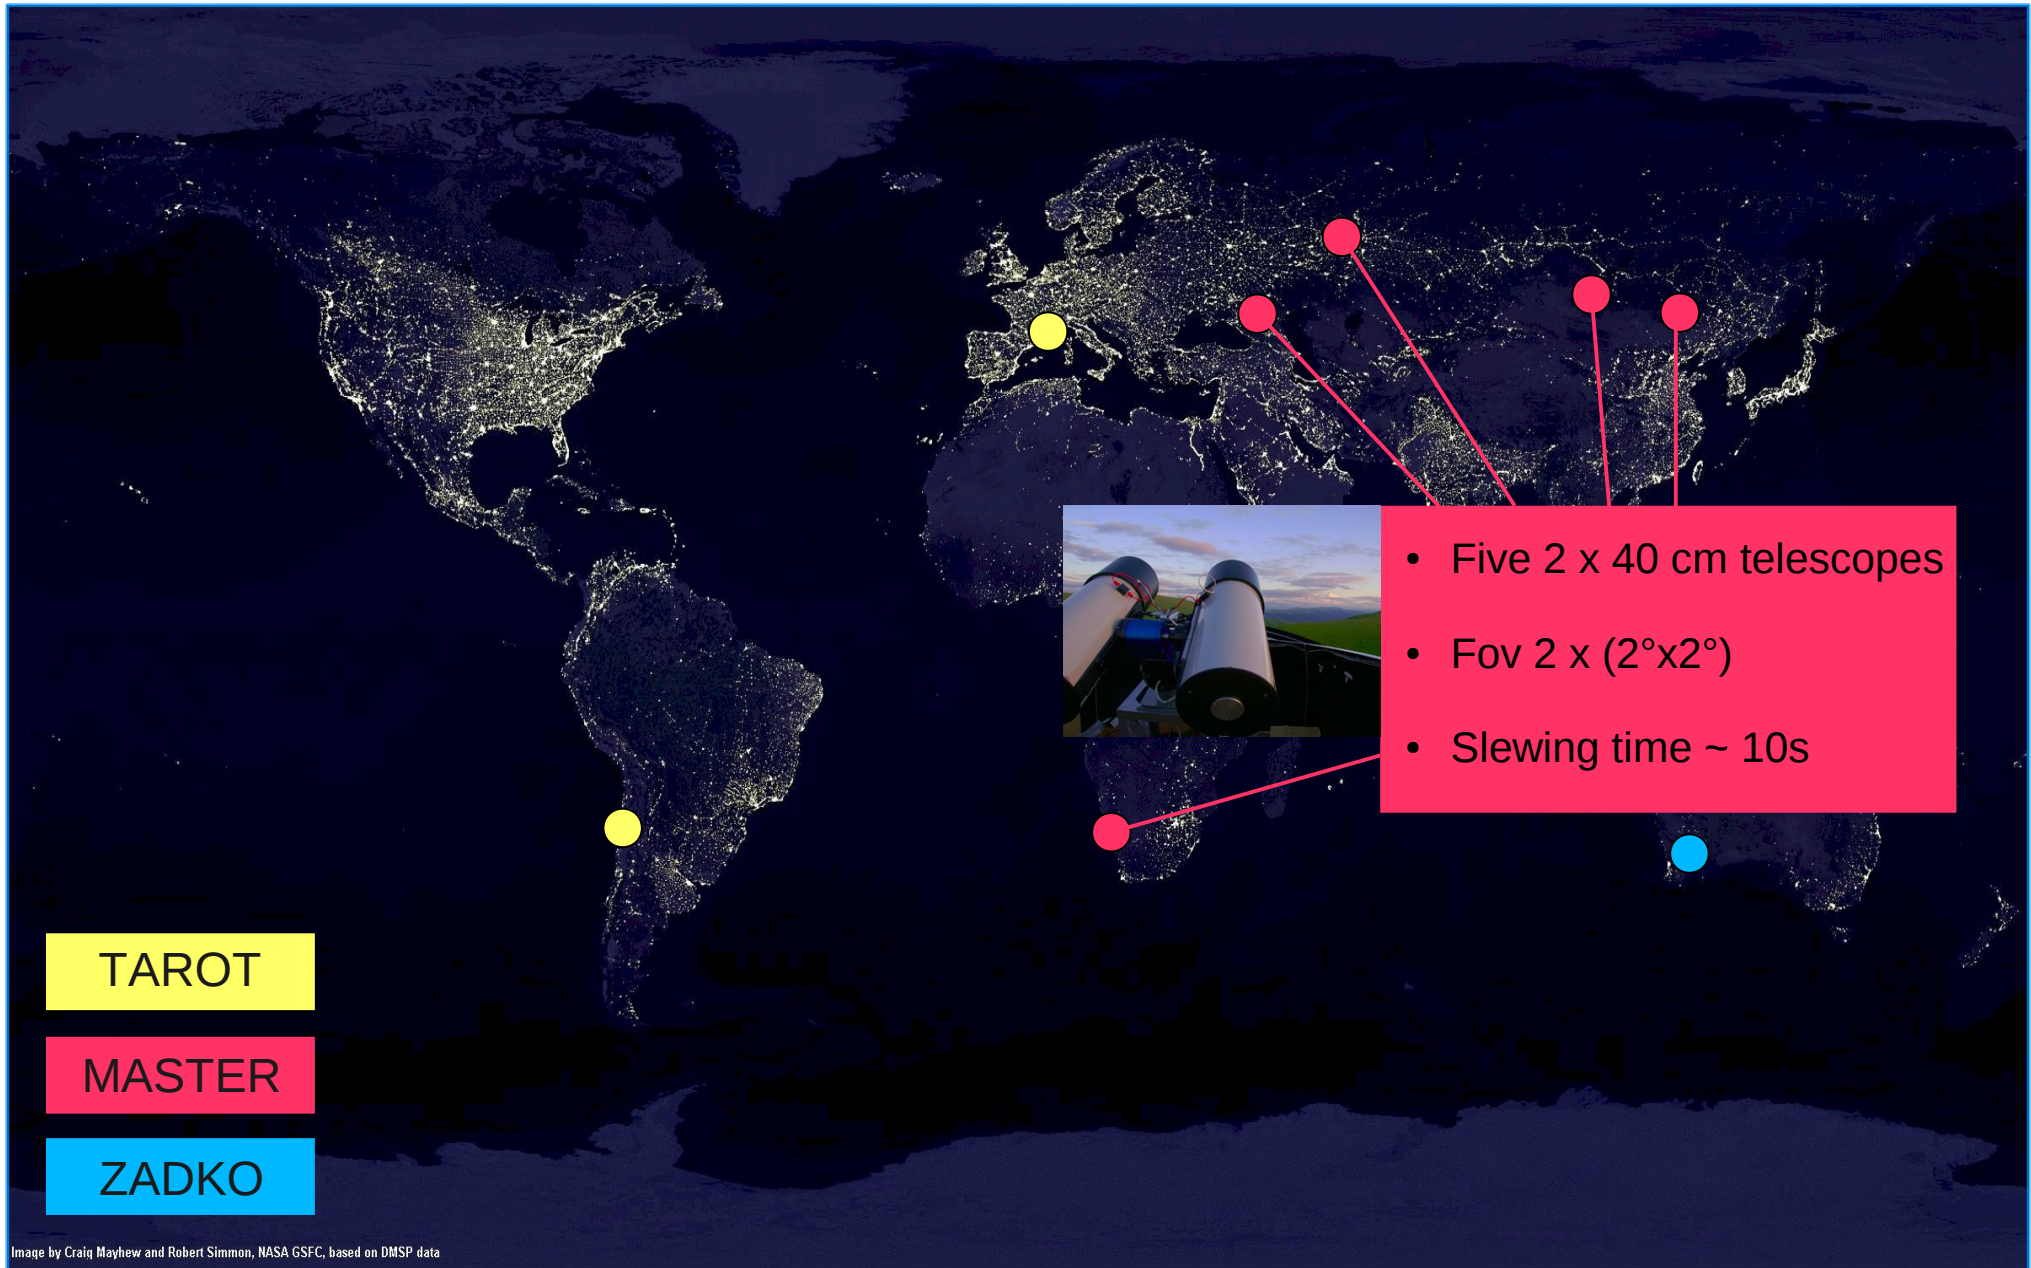 • Five 2 x 40 cm telescopes
• Fov 2 x (2°x2°)
• Slewing time ~ 10s
TAROT
MASTER
ZADKO
Image by Craig Mayhew and Robert Simmon, NASA GSFC, based on DMSP data